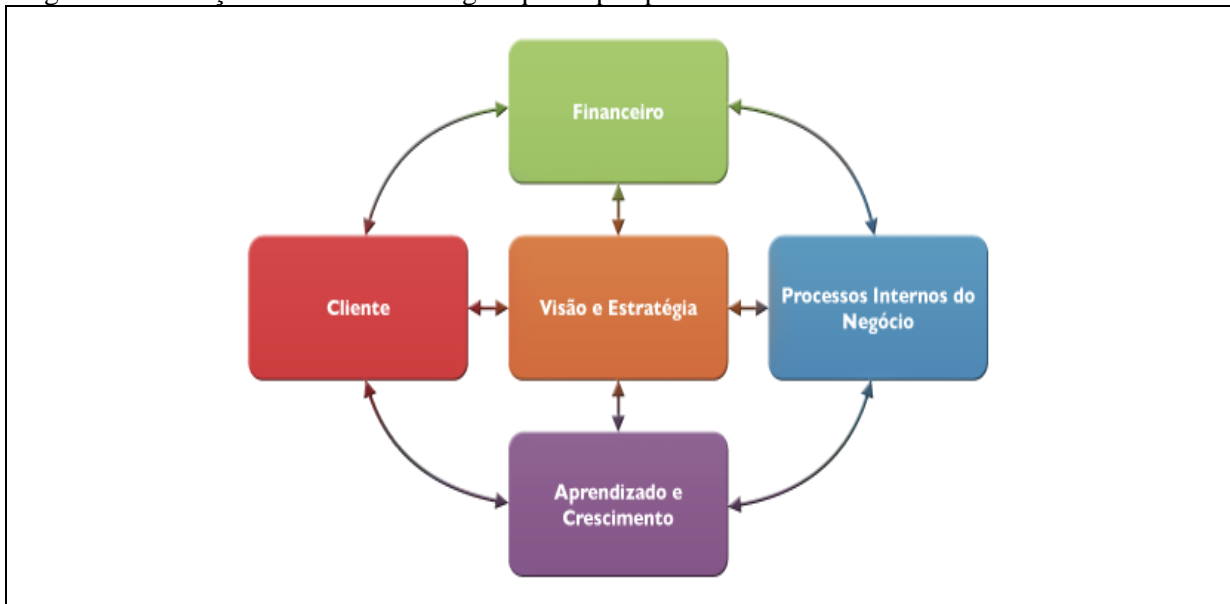 Financeiro
Cliente
Visão e Estratégia
Processos Internos do
Negócio
Aprendizado e
Crescimento